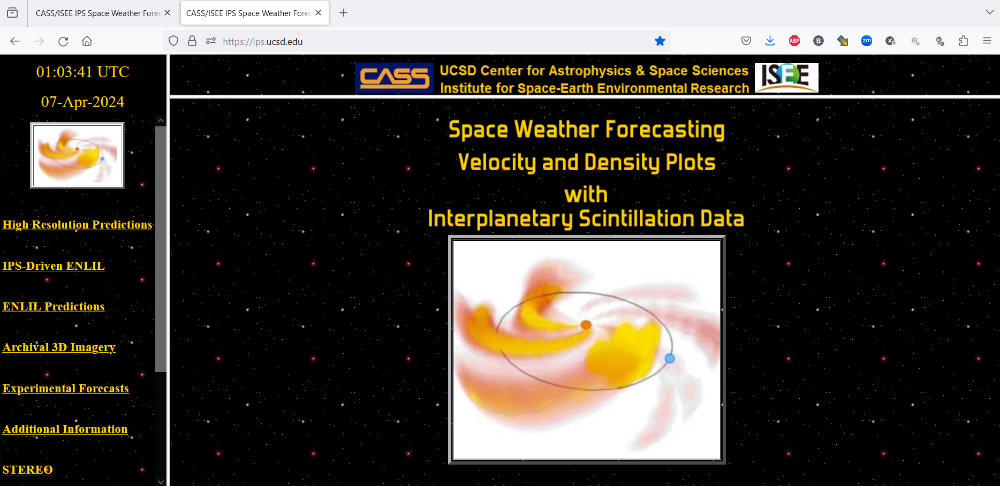 CASS/ISEE IPS Space Weather Forec
CASS/ISEE IPS Space Weather Forec
https://ips.ucsd.edu
ABP
B
zm
01:03:41 UTC
07-Apr-2024
High Resolution Predictions
IPS-Driven ENLIL
ENLIL Predictions
Archival 3D Imagery
Experimental Forecasts
Additional Information
STEREO
CASS
UCSD Center for Astrophysics & Space Sciences
Institute for Space-Earth Environmental Research
ISEE
Space Weather Forecasting
Velocity and Density Plots
with
Interplanetary Scintillation Data